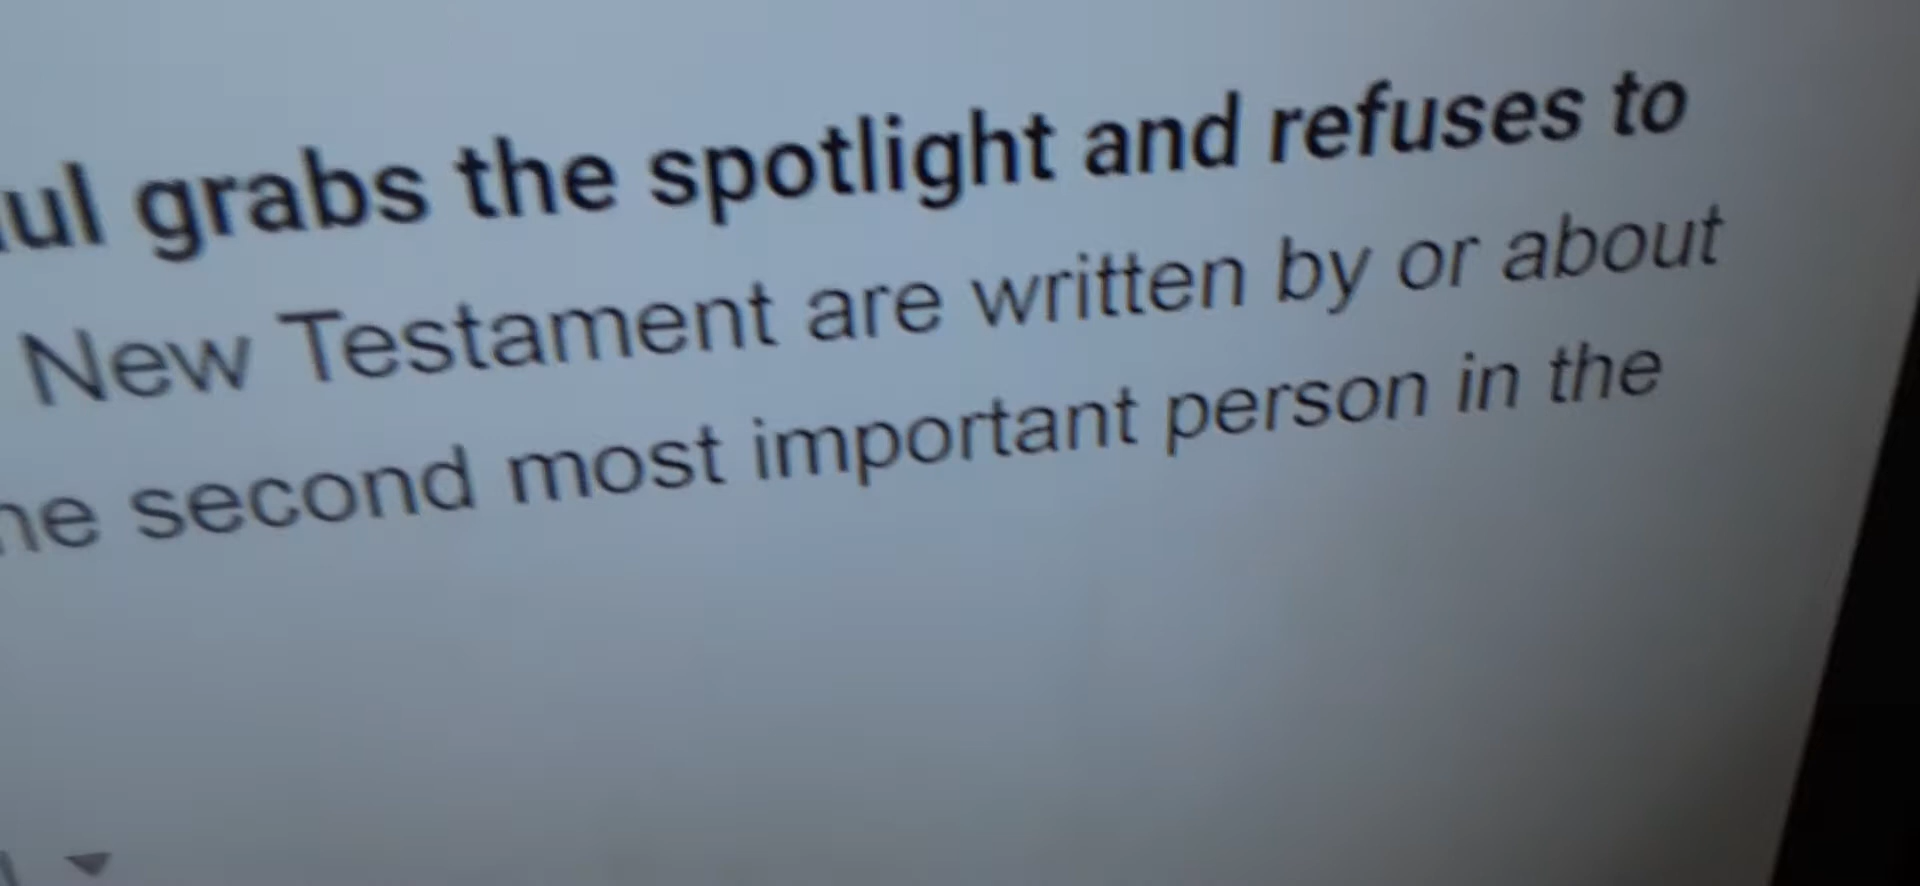 ul grabs the spotlight and refuses to
New Testament are written by or about
he second most important person in the